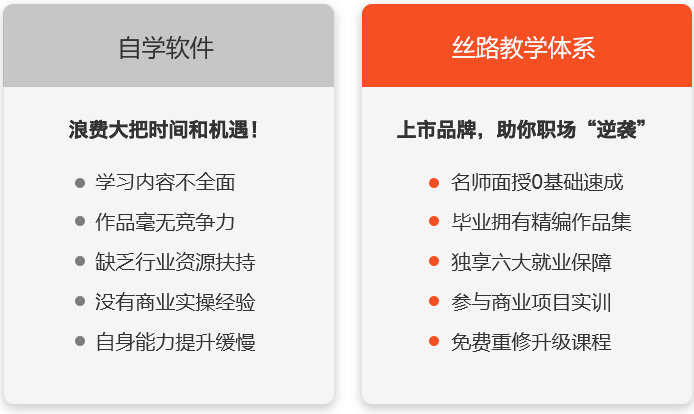 自学软件
浪费大把时间和机遇！
学习内容不全面
作品毫无竞争力
缺乏行业资源扶持
没有商业实操经验
自身能力提升缓慢
丝路教学体系
上市品牌，助你职场“逆袭”
名师面授0基础速成
毕业拥有精编作品集
独享六大就业保障
参与商业项目实训
免费重修升级课程